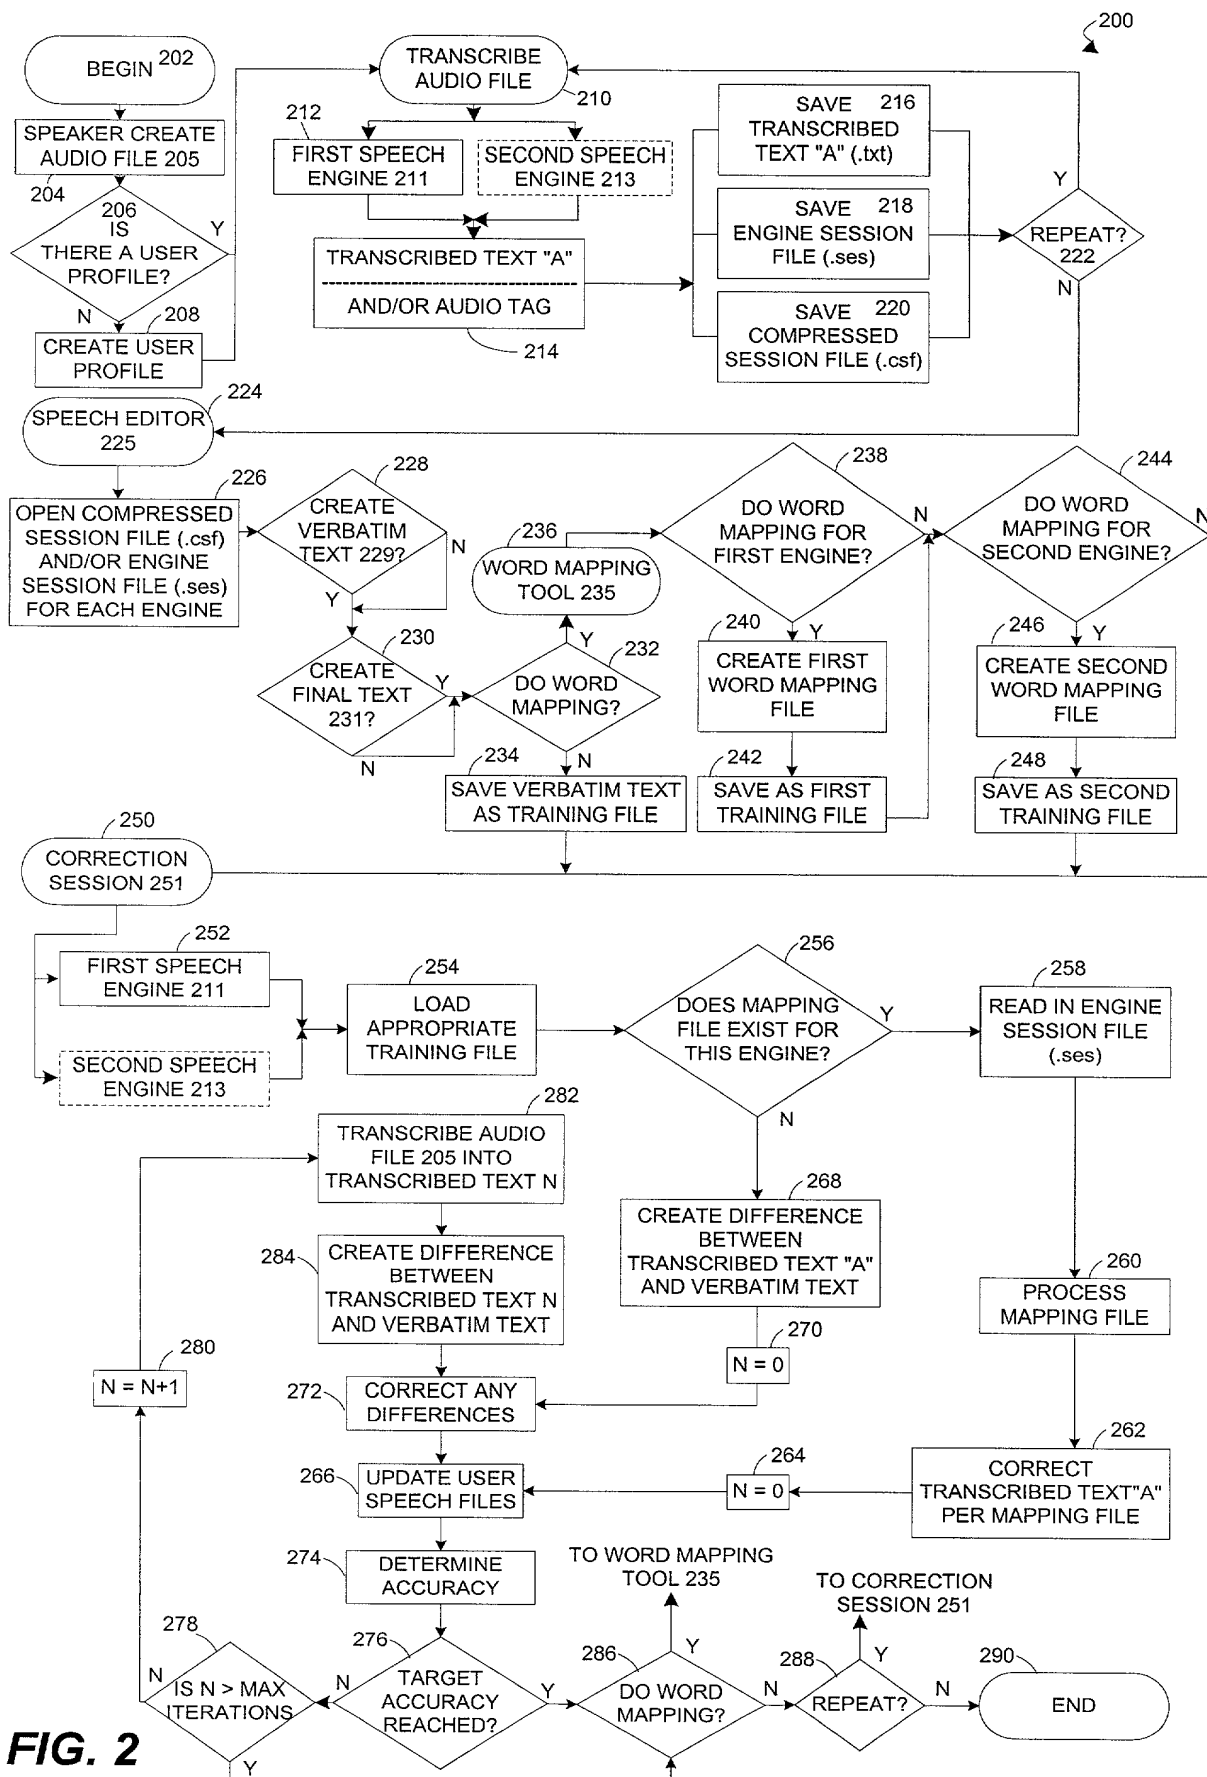 200
BEGIN 202
SPEAKER CREATE
AUDIO FILE 205
204
206
IS
THERE A USER
PROFILE?
Y
N
208
CREATE USER
PROFILE
TRANSCRIBE
AUDIO FILE
210
212
FIRST SPEECH
ENGINE 211
SECOND SPEECH
ENGINE 213
TRANSCRIBED TEXT "A"
AND/OR AUDIO TAG
214
SAVE 216
TRANSCRIBED
TEXT "A" (.txt)
SAVE 218
ENGINE SESSION
FILE (.ses)
SAVE 220
COMPRESSED
SESSION FILE (.csf)
Y
REPEAT?
222
N
224
SPEECH EDITOR
225
226
OPEN COMPRESSED
SESSION FILE (.csf)
AND/OR ENGINE
SESSION FILE (.ses)
FOR EACH ENGINE
228
CREATE
VERBATIM
TEXT 229?
N
Y
230
CREATE
FINAL TEXT
231?
Y
N
236
WORD MAPPING
TOOL 235
Y
232
DO WORD
MAPPING?
N
234
SAVE VERBATIM TEXT
AS TRAINING FILE
238
DO WORD
MAPPING FOR
FIRST ENGINE?
N
Y
240
CREATE FIRST
WORD MAPPING
FILE
242
SAVE AS FIRST
TRAINING FILE
244
DO WORD
MAPPING FOR
SECOND ENGINE?
N
Y
246
CREATE SECOND
WORD MAPPING
FILE
248
SAVE AS SECOND
TRAINING FILE
250
CORRECTION
SESSION 251
252
FIRST SPEECH
ENGINE 211
SECOND SPEECH
ENGINE 213
254
LOAD
APPROPRIATE
TRAINING FILE
256
DOES MAPPING
FILE EXIST FOR
THIS ENGINE?
Y
N
258
READ IN ENGINE
SESSION FILE
(.ses)
260
PROCESS
MAPPING FILE
262
CORRECT
TRANSCRIBED TEXT"A"
PER MAPPING FILE
264
N = 0
268
CREATE DIFFERENCE
BETWEEN
TRANSCRIBED TEXT "A"
AND VERBATIM TEXT
270
N = 0
282
TRANSCRIBE AUDIO
FILE 205 INTO
TRANSCRIBED TEXT N
284
CREATE DIFFERENCE
BETWEEN
TRANSCRIBED TEXT N
AND VERBATIM TEXT
280
N = N+1
272
CORRECT ANY
DIFFERENCES
266
UPDATE USER
SPEECH FILES
274
DETERMINE
ACCURACY
276
TARGET
ACCURACY
REACHED?
N
Y
278
IS N > MAX
ITERATIONS
N
Y
TO WORD MAPPING
TOOL 235
286
Y
DO WORD
MAPPING?
N
TO CORRECTION
SESSION 251
288
Y
REPEAT?
N
290
END
FIG. 2